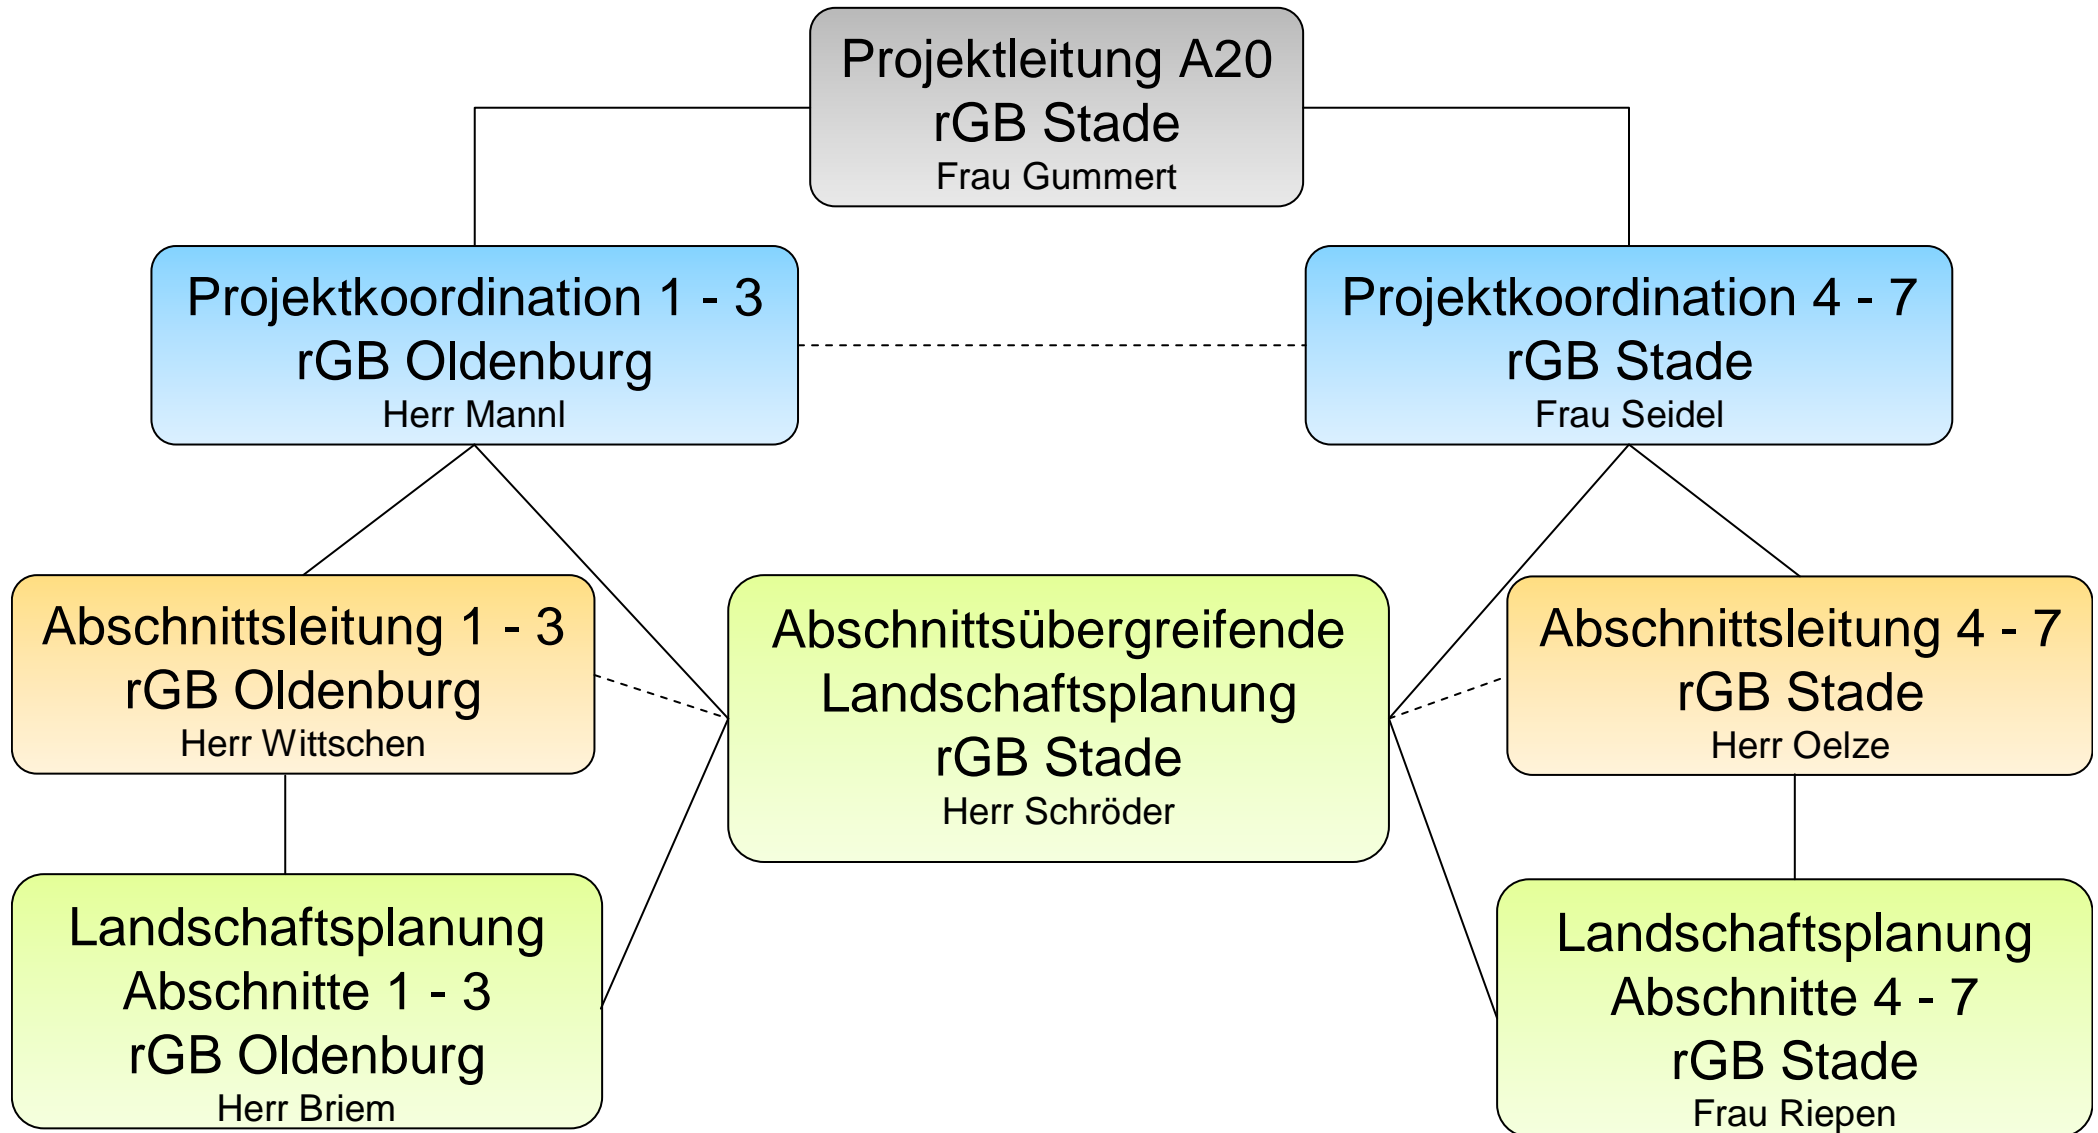 Projektleitung A20
rGB Stade
Frau Gummert
Projektkoordination 1 - 3
rGB Oldenburg
Herr Mannl
Projektkoordination 4 - 7
rGB Stade
Frau Seidel
Abschnittsleitung 1 - 3
rGB Oldenburg
Herr Wittschen
Abschnittsübergreifende
Landschaftsplanung
rGB Stade
Herr Schröder
Abschnittsleitung 4 - 7
rGB Stade
Herr Oelze
Landschaftsplanung
Abschnitte 1 - 3
rGB Oldenburg
Herr Briem
Landschaftsplanung
Abschnitte 4 - 7
rGB Stade
Frau Riepen